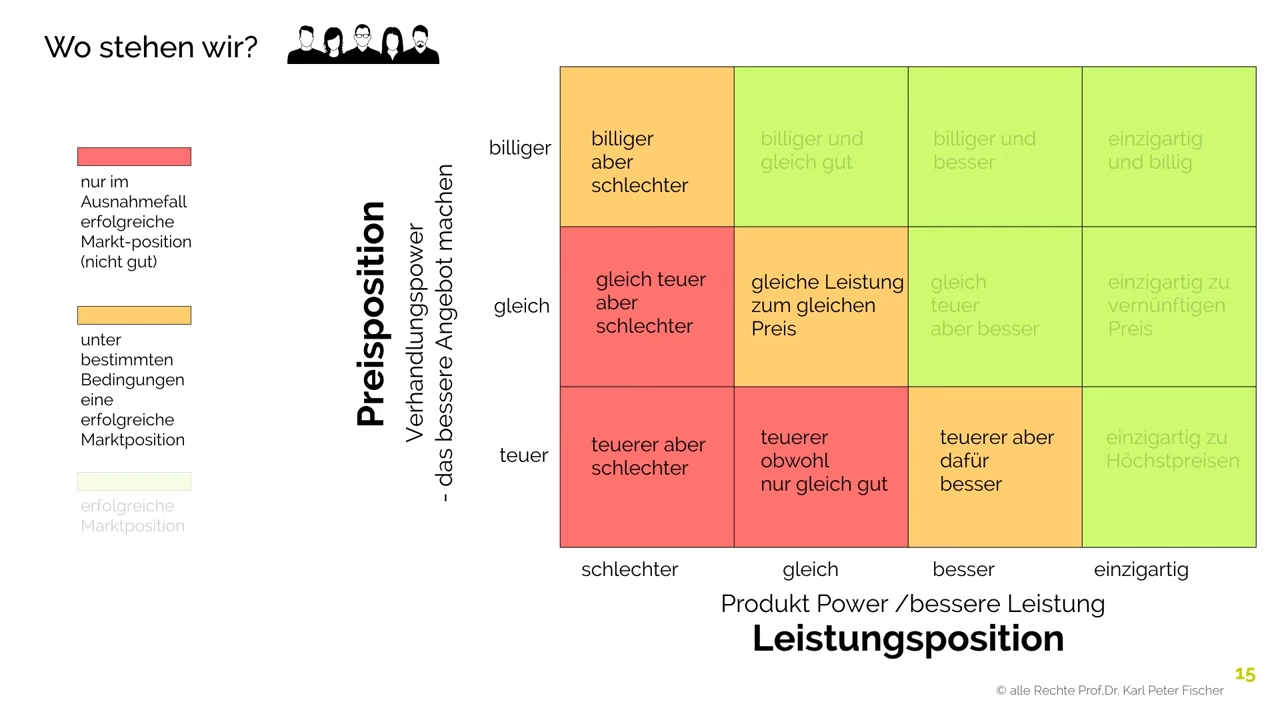 Wo stehen wir?
nur im
Ausnahmefall
erfolgreiche
Markt-position
(nicht gut)
unter
bestimmten
Bedingungen
eine
erfolgreiche
Marktposition
erfolgreiche
Marktposition
Preisposition
Verhandlungspower
- das bessere Angebot machen
billiger
billiger
aber
schlechter
billiger und
gleich gut
billiger und
besser
einzigartig
und billig
gleich
gleich teuer
aber
schlechter
gleiche Leistung
zum gleichen
Preis
gleich
teuer
aber besser
einzigartig zu
vernünftigen
Preis
teuer
teuerer aber
schlechter
teuerer
obwohl
nur gleich gut
teuerer aber
dafür
besser
einzigartig zu
Höchstpreisen
schlechter
gleich
besser
einzigartig
Produkt Power /bessere Leistung
Leistungsposition
15
© alle Rechte Prof.Dr. Karl Peter Fischer